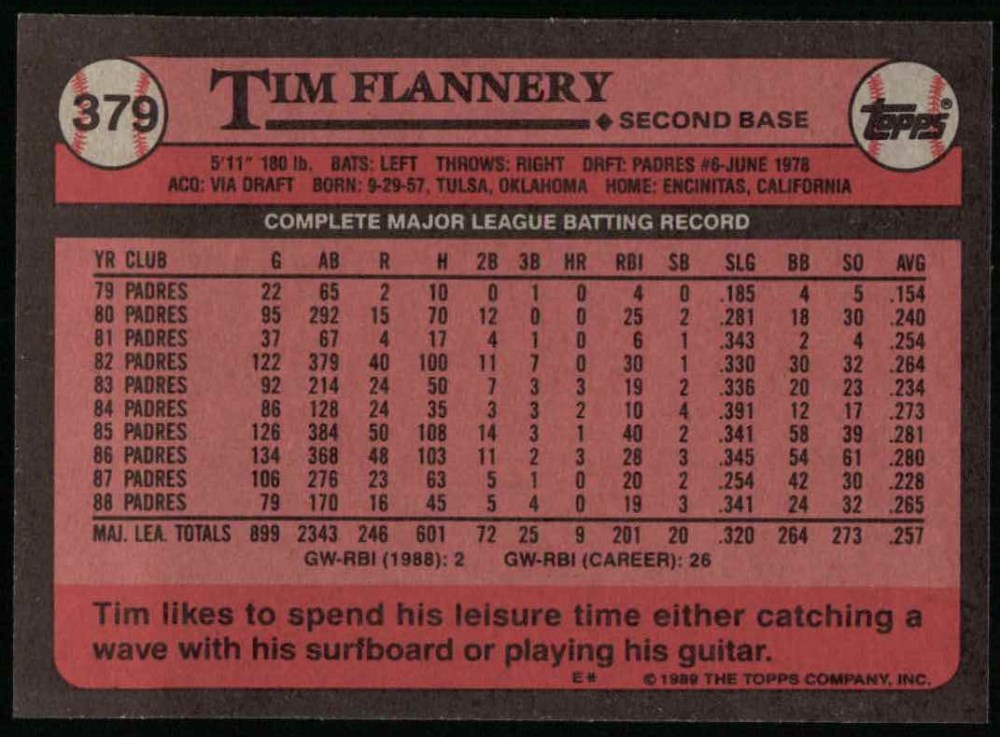 379
TIM FLANNERY
SECOND BASE
TOPPS®
5'11" 180 lb. BATS: LEFT THROWS: RIGHT DRFT: PADRES #6-JUNE 1978
ACQ: VIA DRAFT BORN: 9-29-57, TULSA, OKLAHOMA HOME: ENCINITAS, CALIFORNIA
COMPLETE MAJOR LEAGUE BATTING RECORD
YR CLUB G AB R H 2B 3B HR RBI SB SLG BB SO AVG
79 PADRES 22 65 2 10 0 1 0 4 0 .185 4 5 .154
80 PADRES 95 292 15 70 12 0 0 25 2 .281 18 30 .240
81 PADRES 37 67 4 17 4 1 0 6 1 .343 2 4 .254
82 PADRES 122 379 40 100 11 7 0 30 1 .330 30 32 .264
83 PADRES 92 214 24 50 7 3 3 19 2 .336 20 23 .234
84 PADRES 86 128 24 35 3 3 2 10 4 .391 12 17 .273
85 PADRES 126 384 50 108 14 3 1 40 2 .341 58 39 .281
86 PADRES 134 368 48 103 11 2 3 28 3 .345 54 61 .280
87 PADRES 106 276 23 63 5 1 0 20 2 .254 42 30 .228
88 PADRES 79 170 16 45 5 4 0 19 3 .341 24 32 .265
MAJ. LEA. TOTALS 899 2343 246 601 72 25 9 201 20 .320 264 273 .257
GW-RBI (1988): 2 GW-RBI (CAREER): 26
Tim likes to spend his leisure time either catching a
wave with his surfboard or playing his guitar.
E* © 1989 THE TOPPS COMPANY, INC.